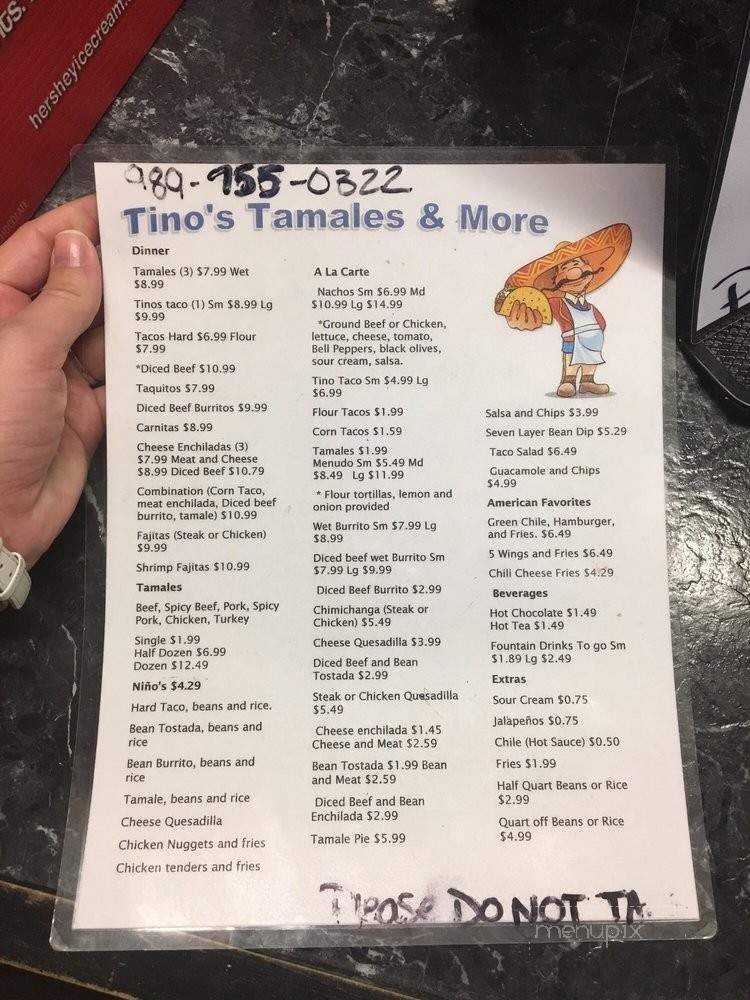 hersheyicecream.
989-755-0322
Tino's Tamales & More
Dinner
Tamales (3) $7.99 Wet
$8.99
Tinos taco (1) Sm $8.99 Lg
$9.99
Tacos Hard $6.99 Flour
$7.99
*Diced Beef $10.99
Taquitos $7.99
Diced Beef Burritos $9.99
Carnitas $8.99
Cheese Enchiladas (3)
$7.99 Meat and Cheese
$8.99 Diced Beef $10.79
Combination (Corn Taco,
meat enchilada, Diced beef
burrito, tamale) $10.99
Fajitas (Steak or Chicken)
$9.99
Shrimp Fajitas $10.99
Tamales
Beef, Spicy Beef, Pork, Spicy
Pork, Chicken, Turkey
Single $1.99
Half Dozen $6.99
Dozen $12.49
Niño's $4.29
Hard Taco, beans and rice.
Bean Tostada, beans and
rice
Bean Burrito, beans and
rice
Tamale, beans and rice
Cheese Quesadilla
Chicken Nuggets and fries
Chicken tenders and fries
A La Carte
Nachos Sm $6.99 Md
$10.99 Lg $14.99
*Ground Beef or Chicken,
lettuce, cheese, tomato,
Bell Peppers, black olives,
sour cream, salsa.
Tino Taco Sm $4.99 Lg
$6.99
Flour Tacos $1.99
Corn Tacos $1.59
Tamales $1.99
Menudo Sm $5.49 Md
$8.49 Lg $11.99
* Flour tortillas, lemon and
onion provided
Wet Burrito Sm $7.99 Lg
$8.99
Diced beef wet Burrito Sm
$7.99 Lg $9.99
Diced Beef Burrito $2.99
Chimichanga (Steak or
Chicken) $5.49
Cheese Quesadilla $3.99
Diced Beef and Bean
Tostada $2.99
Steak or Chicken Quesadilla
$5.49
Cheese enchilada $1.45
Cheese and Meat $2.59
Bean Tostada $1.99 Bean
and Meat $2.59
Diced Beef and Bean
Enchilada $2.99
Tamale Pie $5.99
Salsa and Chips $3.99
Seven Layer Bean Dip $5.29
Taco Salad $6.49
Guacamole and Chips
$4.99
American Favorites
Green Chile, Hamburger,
and Fries. $6.49
5 Wings and Fries $6.49
Chili Cheese Fries $4.29
Beverages
Hot Chocolate $1.49
Hot Tea $1.49
Fountain Drinks To go Sm
$1.89 Lg $2.49
Extras
Sour Cream $0.75
Jalapeños $0.75
Chile (Hot Sauce) $0.50
Fries $1.99
Half Quart Beans or Rice
$2.99
Quart off Beans or Rice
$4.99
DO NOT TA
menupix